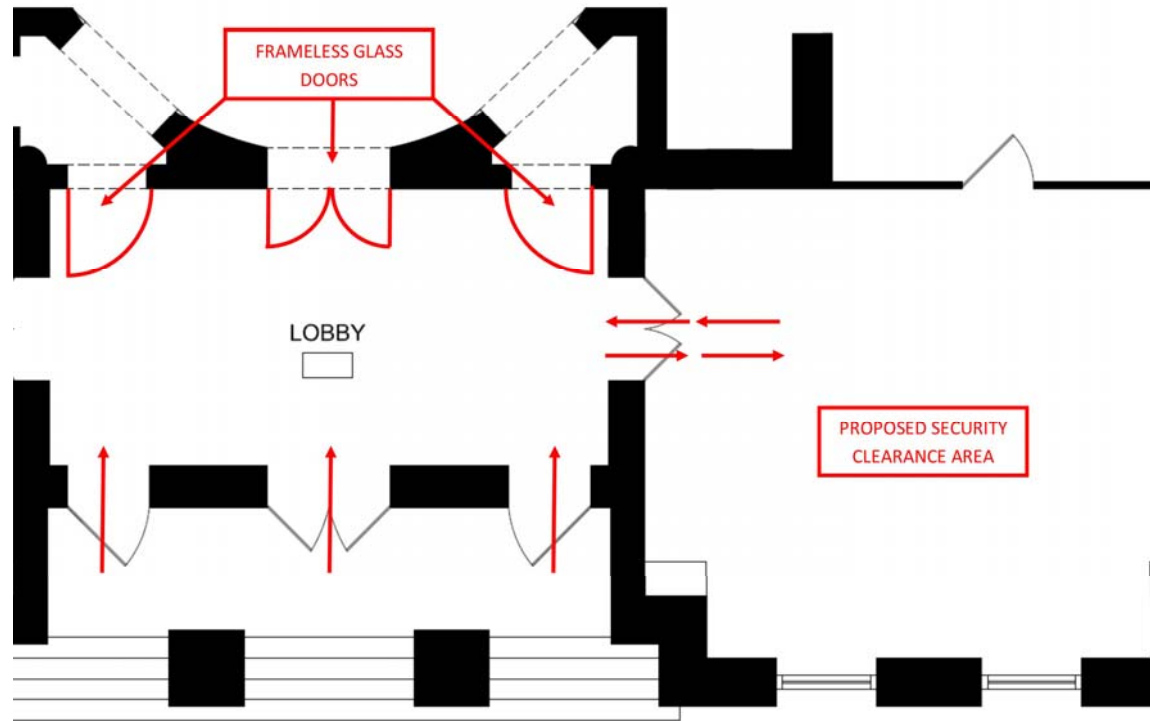 FRAMELESS GLASS
DOORS
LOBBY
PROPOSED SECURITY
CLEARANCE AREA